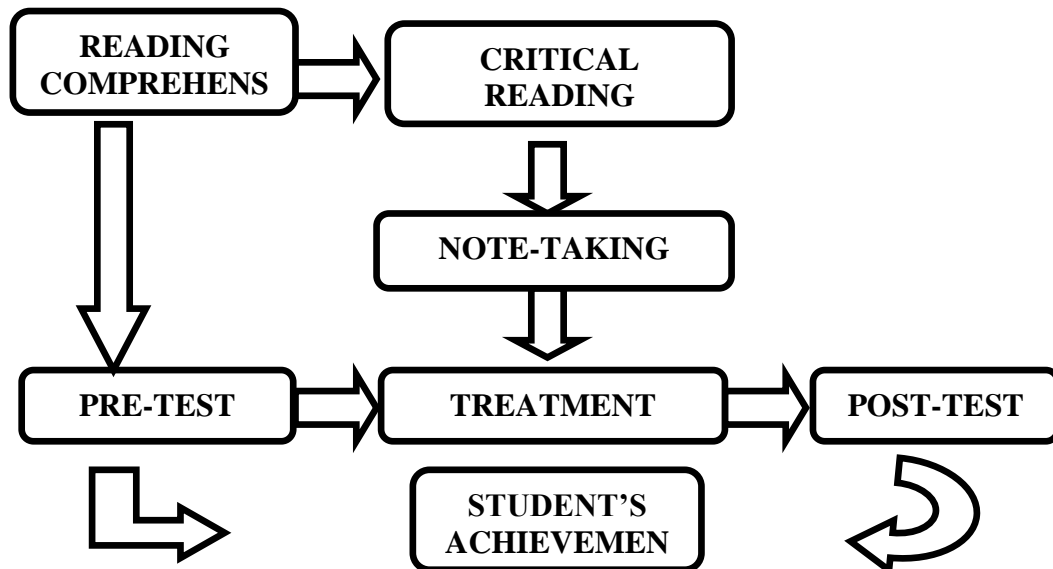 READING
COMPREHENS
CRITICAL
READING
NOTE-TAKING
PRE-TEST
TREATMENT
POST-TEST
STUDENT’S
ACHIEVEMEN